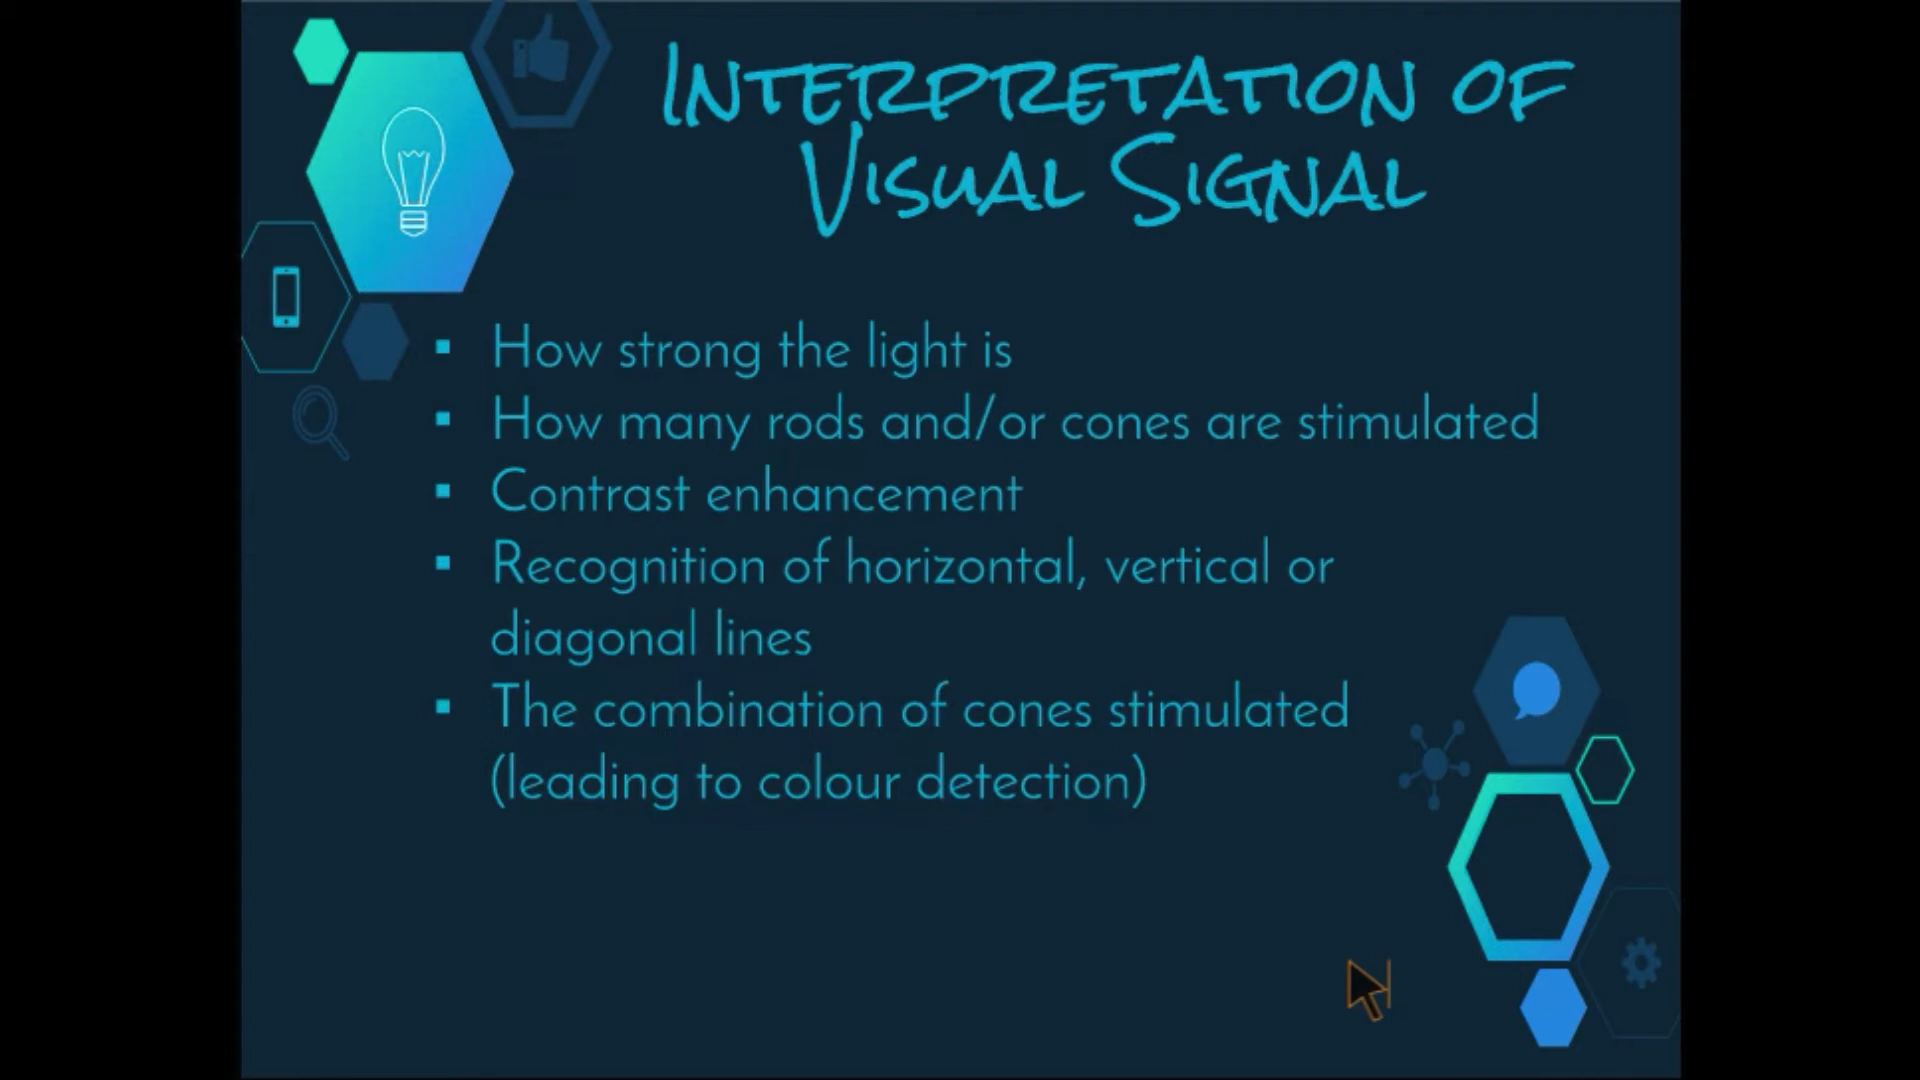 Interpretation of
Visual Signal
▪ How strong the light is
▪ How many rods and/or cones are stimulated
▪ Contrast enhancement
▪ Recognition of horizontal, vertical or
diagonal lines
▪ The combination of cones stimulated
(leading to colour detection)